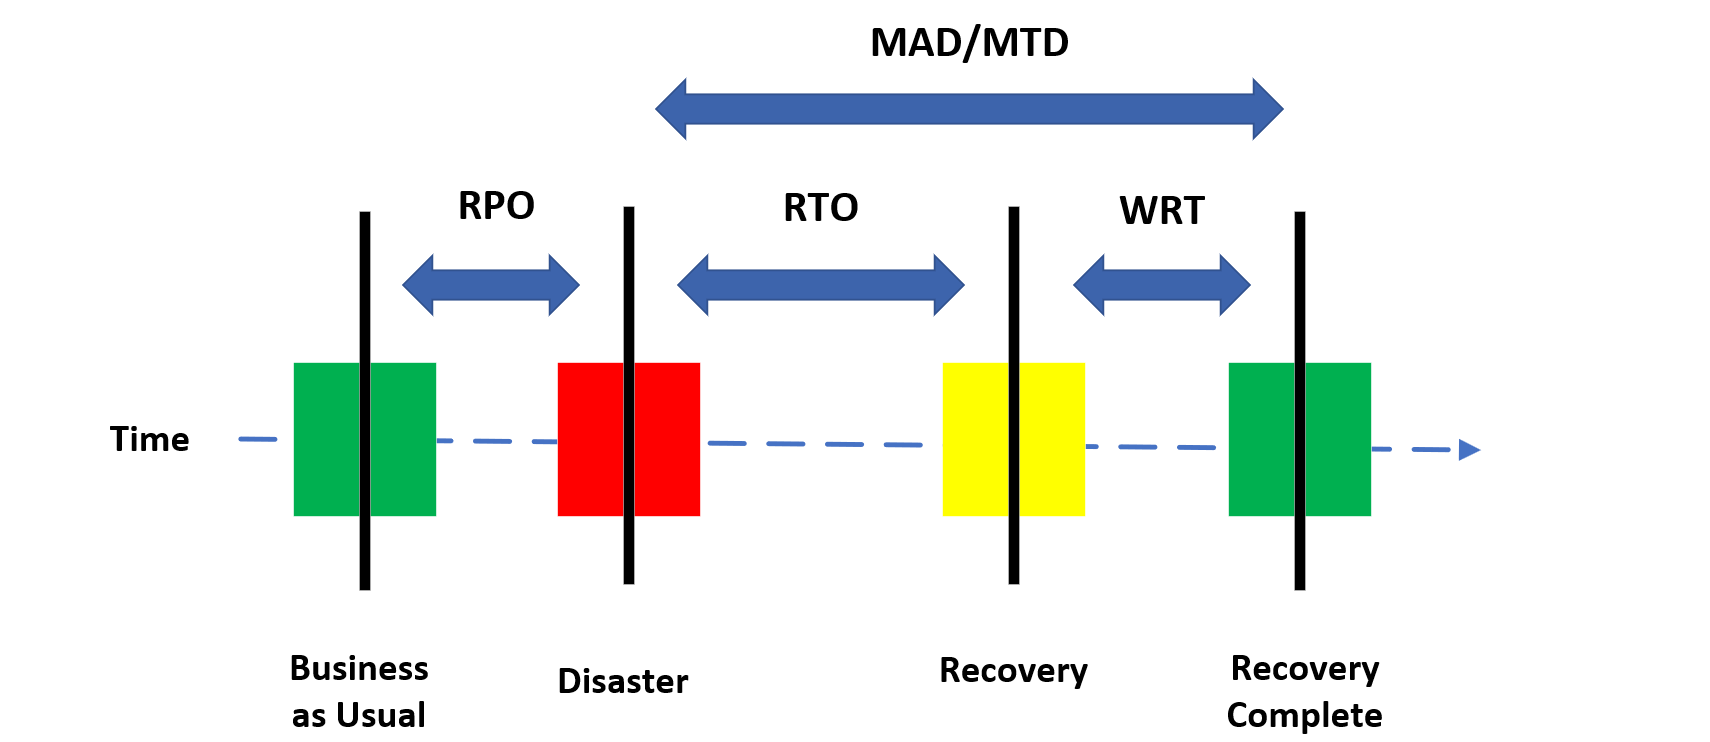 MAD/MTD
RPO
RTO
WRT
Time
Business
as Usual
Disaster
Recovery
Recovery
Complete